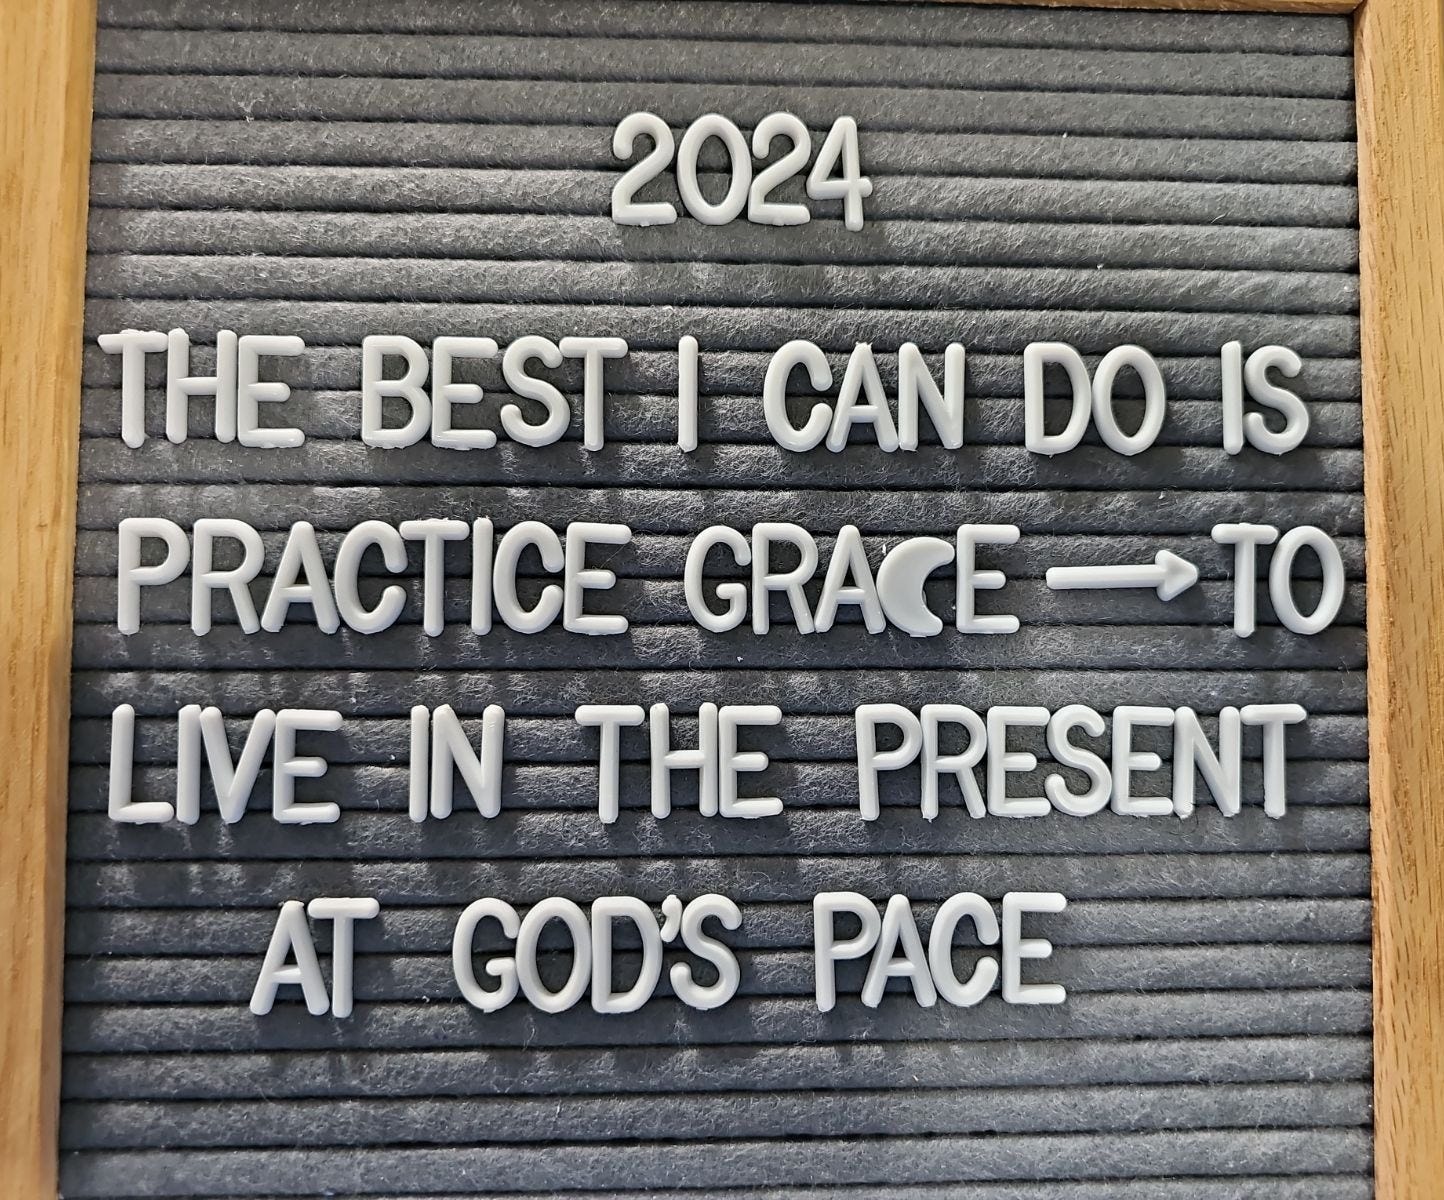 2024
THE BEST I CAN DO IS
PRACTICE GRACE → TO
LIVE IN THE PRESENT
AT GOD'S PACE